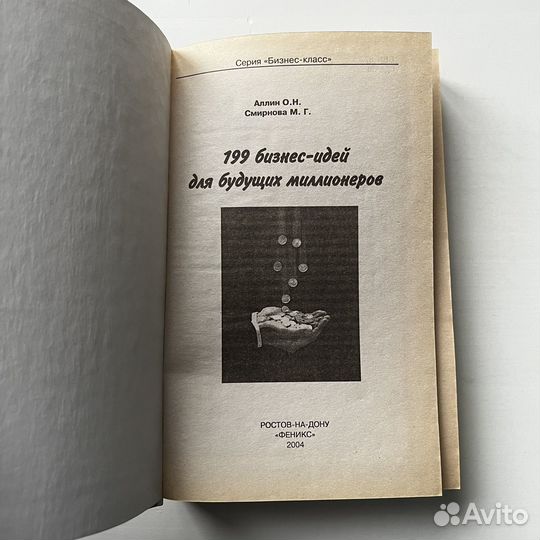 Серия «Бизнес-класс»
Аллин О.Н.
Смирнова М. Г.
199 бизнес-идей
для будущих миллионеров
РОСТОВ-НА-ДОНУ
«ФЕНИКС»
2004
Avito